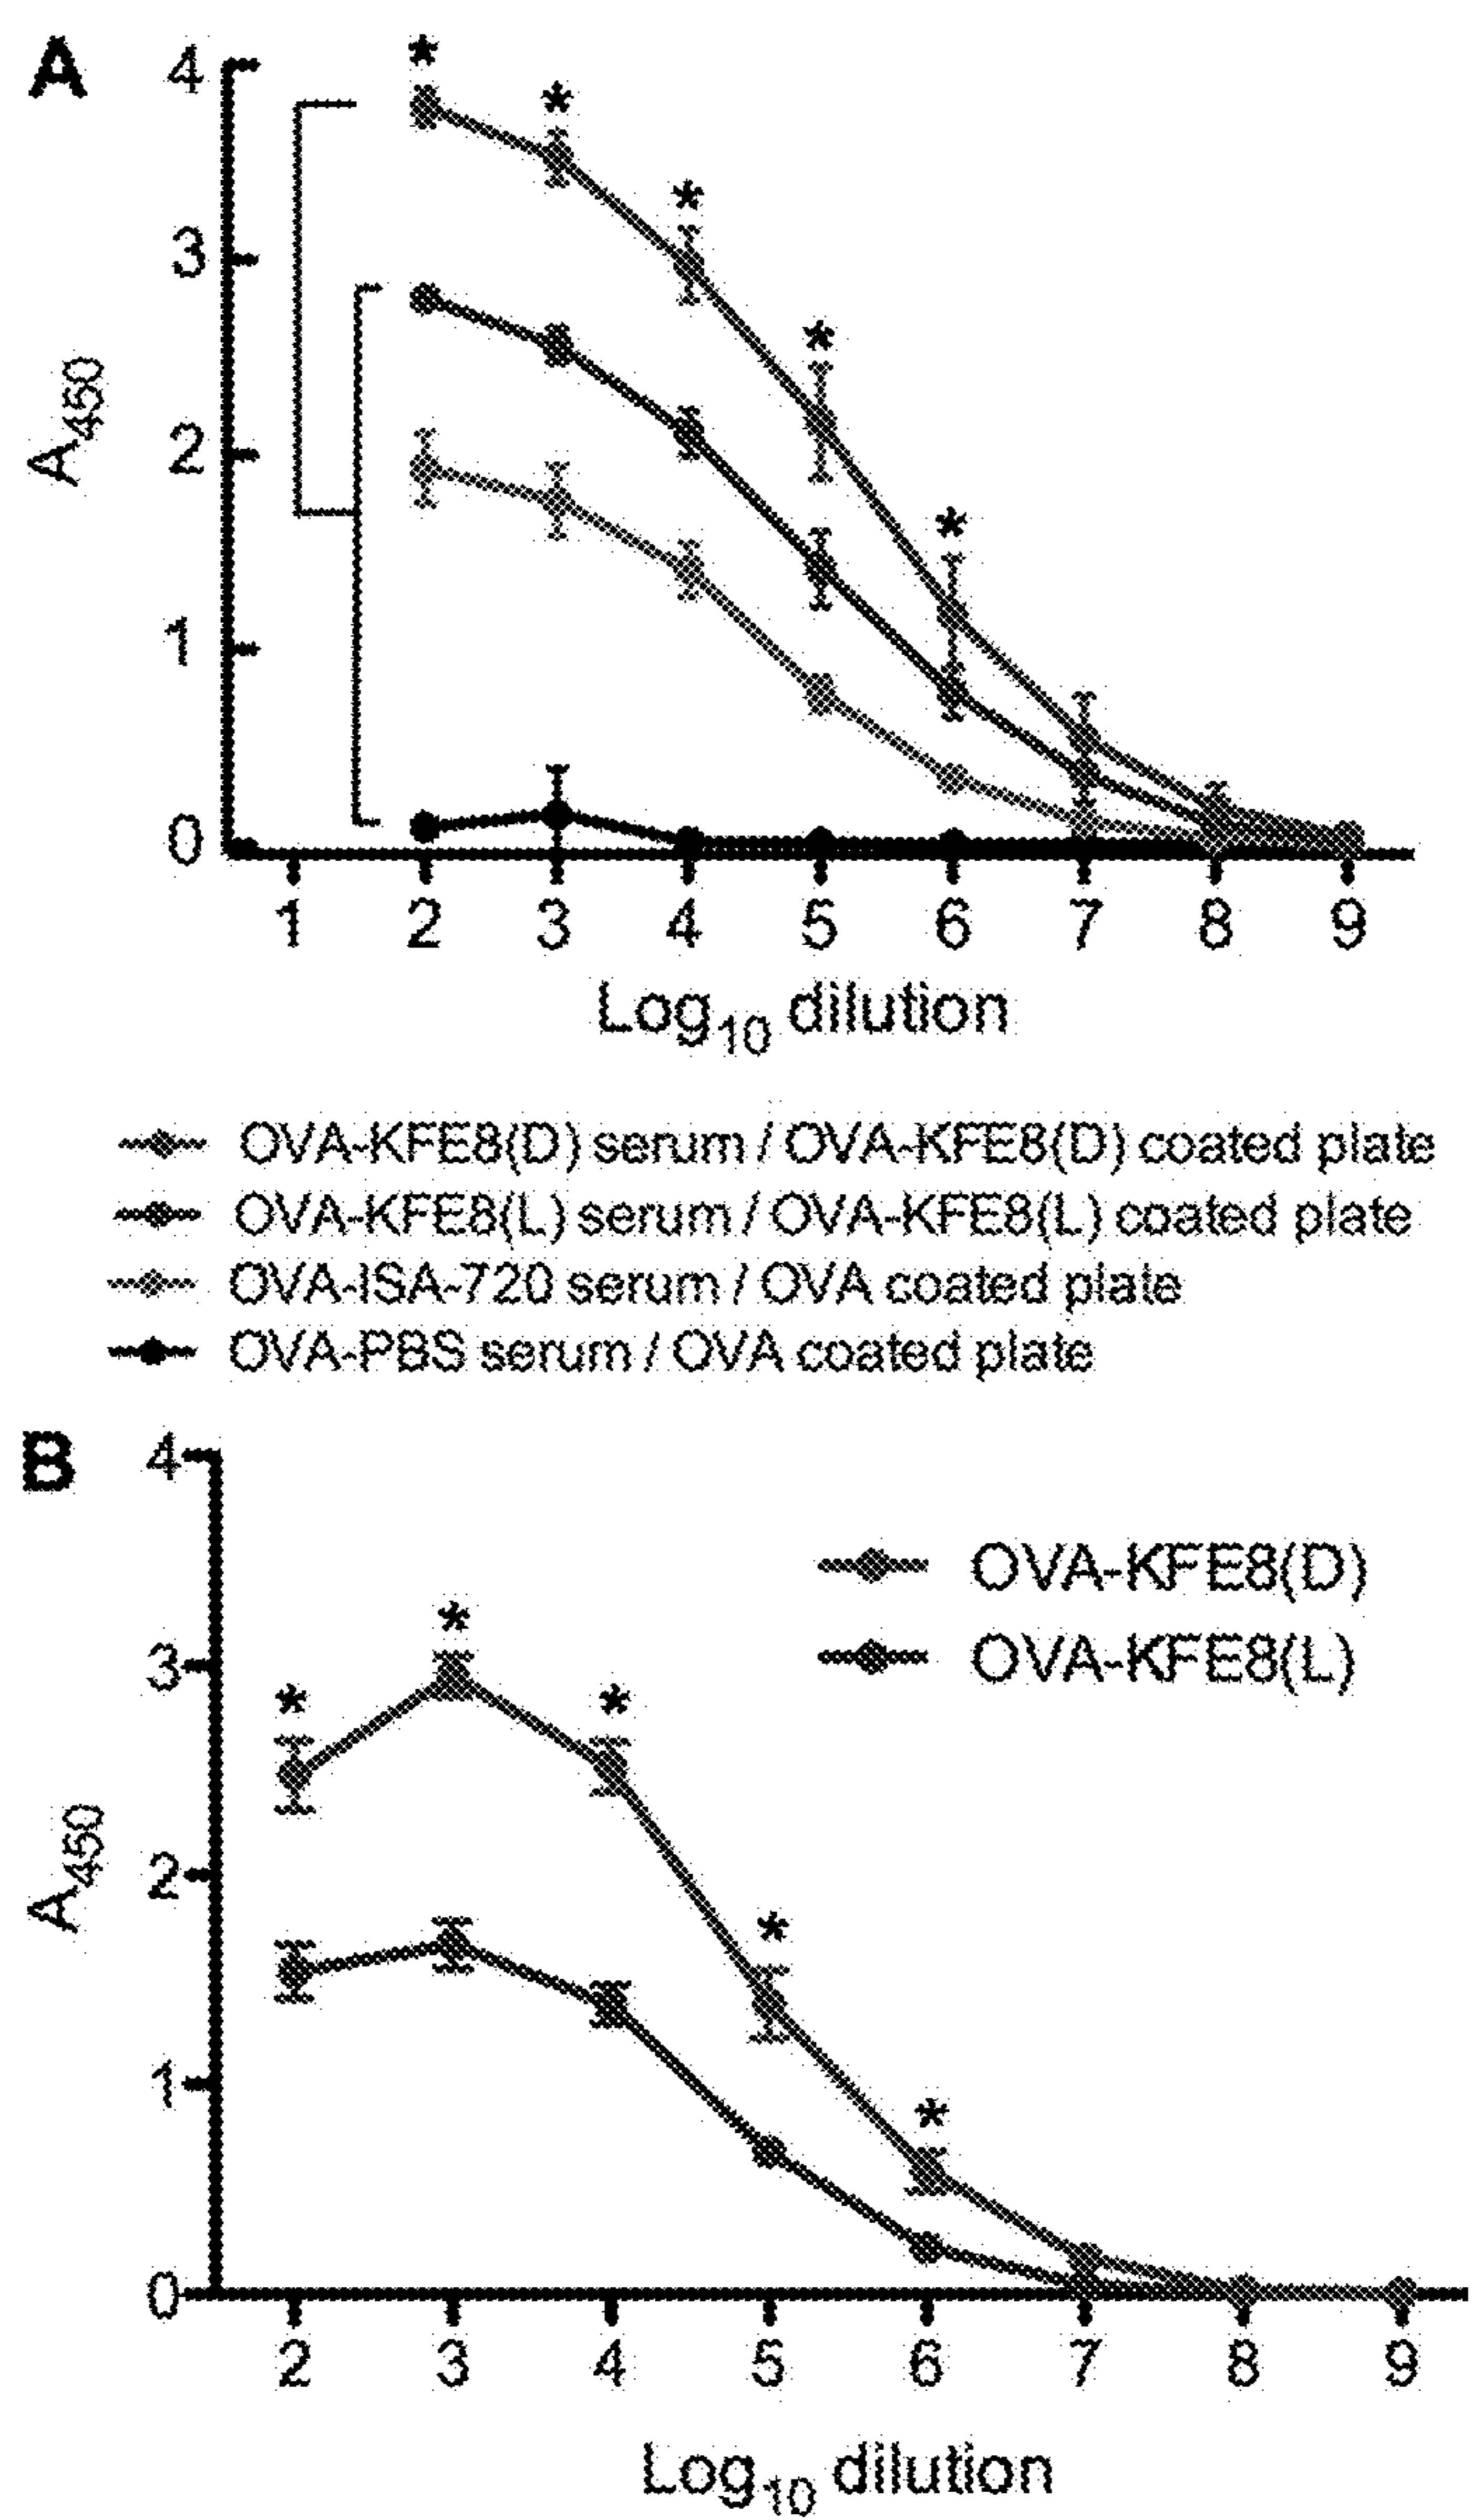 A
4
3
2
1
0
A450
* * * * *
1 2 3 4 5 6 7 8 9
Log10 dilution
OVA-KFE8(D) serum / OVA-KFE8(D) coated plate
OVA-KFE8(L) serum / OVA-KFE8(L) coated plate
OVA-ISA-720 serum / OVA coated plate
OVA-PBS serum / OVA coated plate
B
4
3
2
1
0
A450
OVA-KFE8(D)
OVA-KFE8(L)
* * * * *
2 3 4 5 6 7 8 9
Log10 dilution